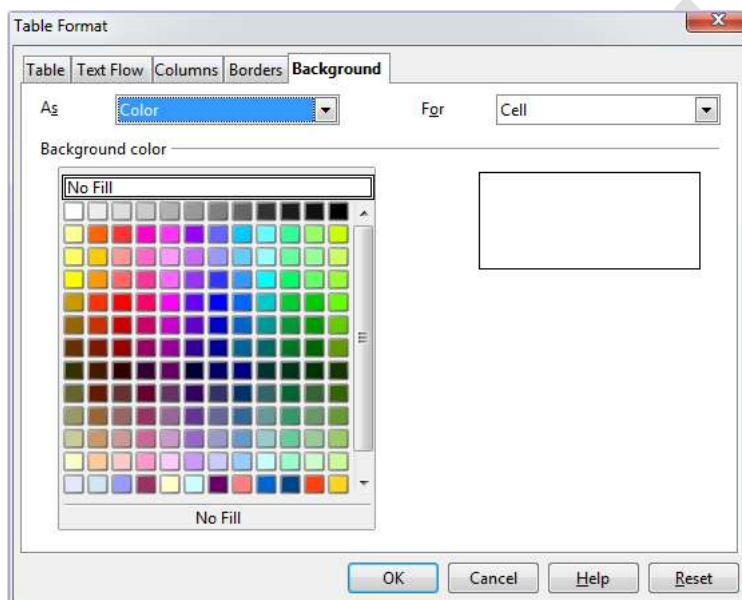 Table Format
Table Text Flow Columns Borders Background
As Color For Cell
Background color
No Fill
No Fill
OK Cancel Help Reset